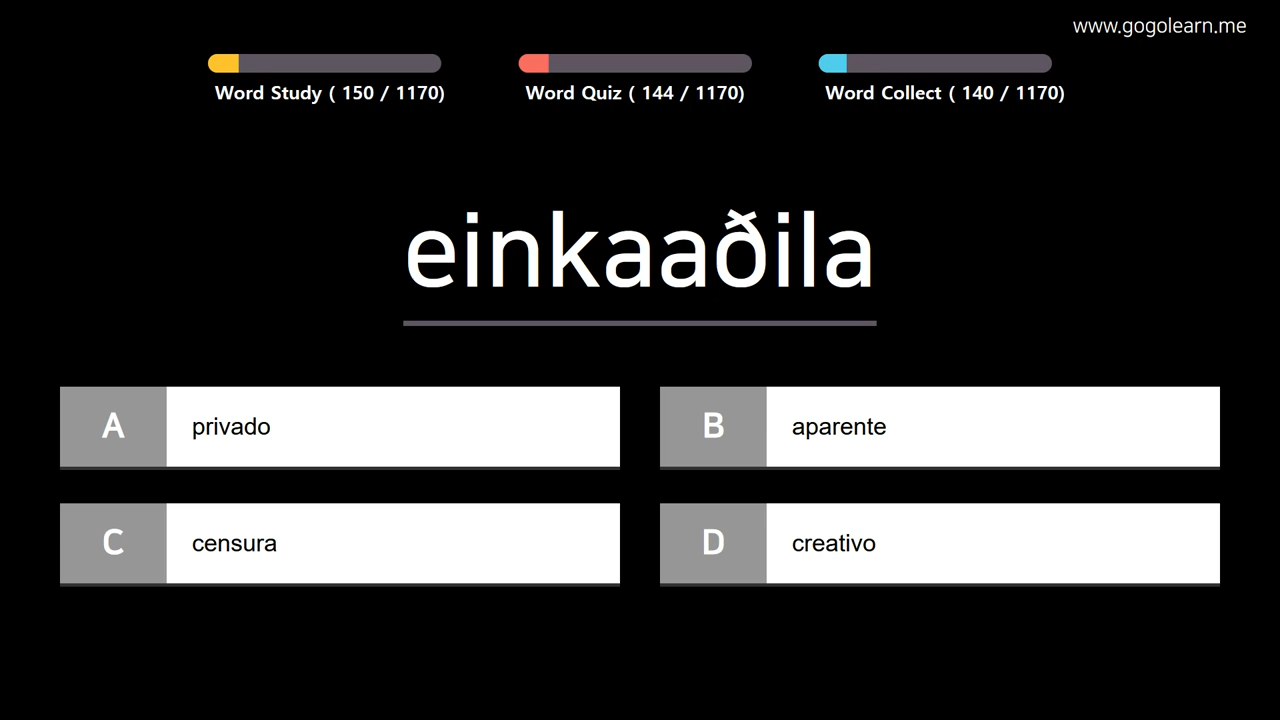 www.gogolearn.me
Word Study ( 150 / 1170)
Word Quiz ( 144 / 1170)
Word Collect ( 140 / 1170)
einkaaðila
A privado
B aparente
C censura
D creativo